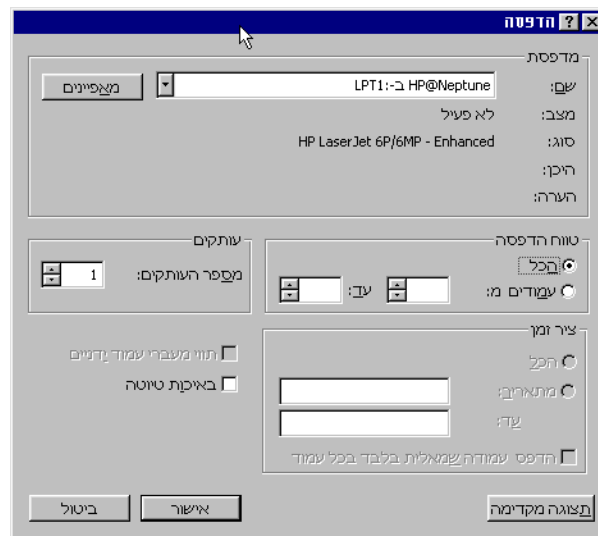 הדפסה
מדפסת
שם: HP@Neptune ב-:LPT1 מאפיינים
מצב: לא פעיל
סוג: HP LaserJet 6P/6MP - Enhanced
היכן:
הערה:
טווח הדפסה
הכל
עמודים מ: עד:
עותקים
מספר העותקים: 1
ציר זמן
הכל
מתאריך:
עד:
הדפס עמודה שמאלית בלבד בכל עמוד
תווי מעברי עמוד ידניים
באיכות טיוטה
תצוגה מקדימה אישור ביטול